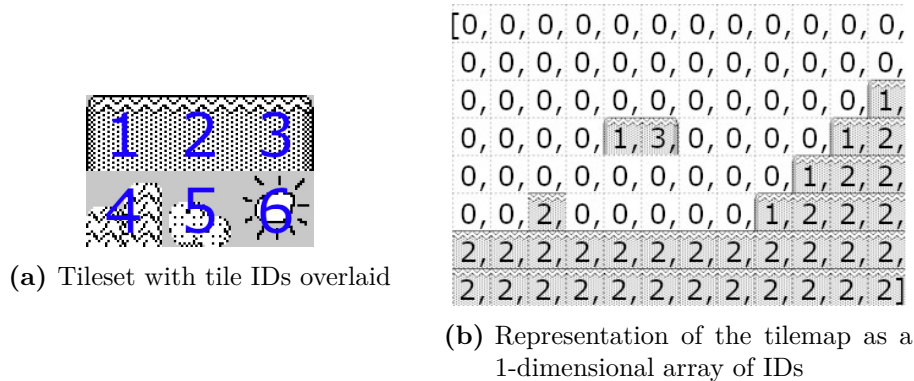 1 2 3
4 5 6
(a) Tileset with tile IDs overlaid
[0, 0, 0, 0, 0, 0, 0, 0, 0, 0, 0, 0,
0, 0, 0, 0, 0, 0, 0, 0, 0, 0, 0, 0,
0, 0, 0, 0, 0, 0, 0, 0, 0, 0, 0, 1,
0, 0, 0, 0, 1, 3, 0, 0, 0, 0, 1, 2,
0, 0, 0, 0, 0, 0, 0, 0, 0, 1, 2, 2,
0, 0, 2, 0, 0, 0, 0, 0, 1, 2, 2, 2,
2, 2, 2, 2, 2, 2, 2, 2, 2, 2, 2, 2,
2, 2, 2, 2, 2, 2, 2, 2, 2, 2, 2, 2]
(b) Representation of the tilemap as a
1-dimensional array of IDs